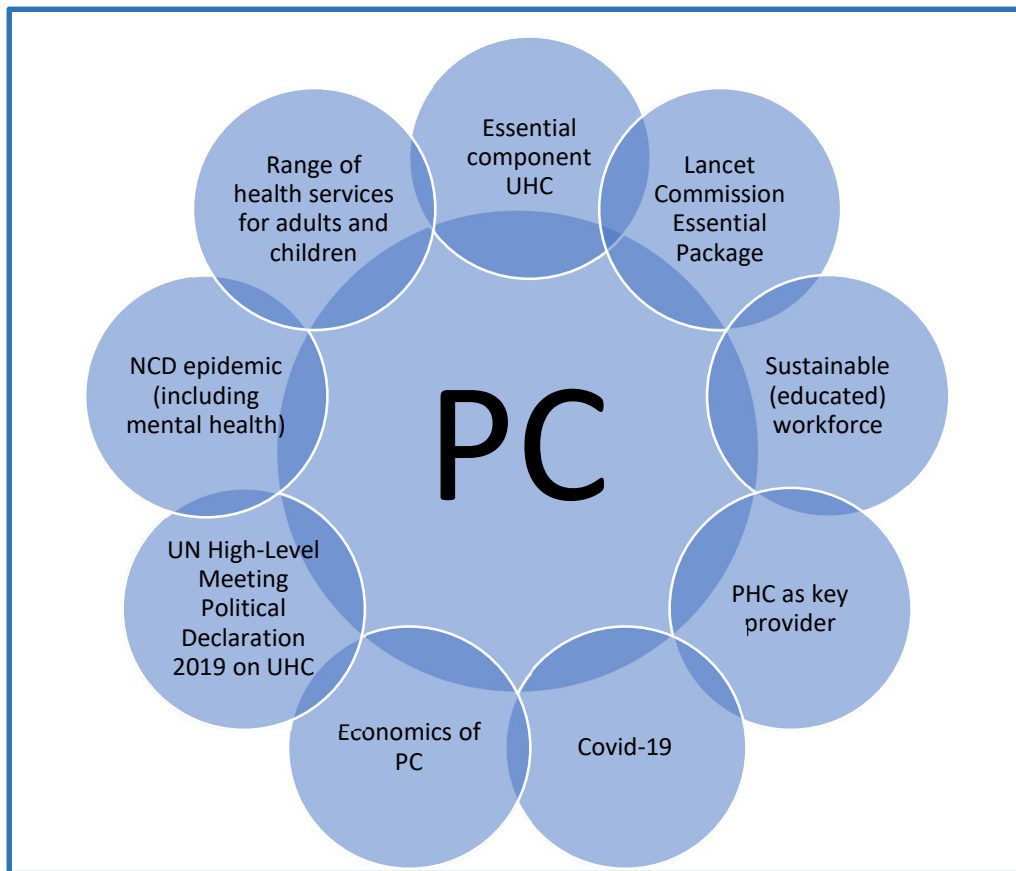 Essential
component
UHC
Lancet
Commission
Essential
Package
Sustainable
(educated)
workforce
PHC as key
provider
Covid-19
Economics of
PC
UN High-Level
Meeting
Political
Declaration
2019 on UHC
NCD epidemic
(including
mental health)
Range of
health services
for adults and
children
PC